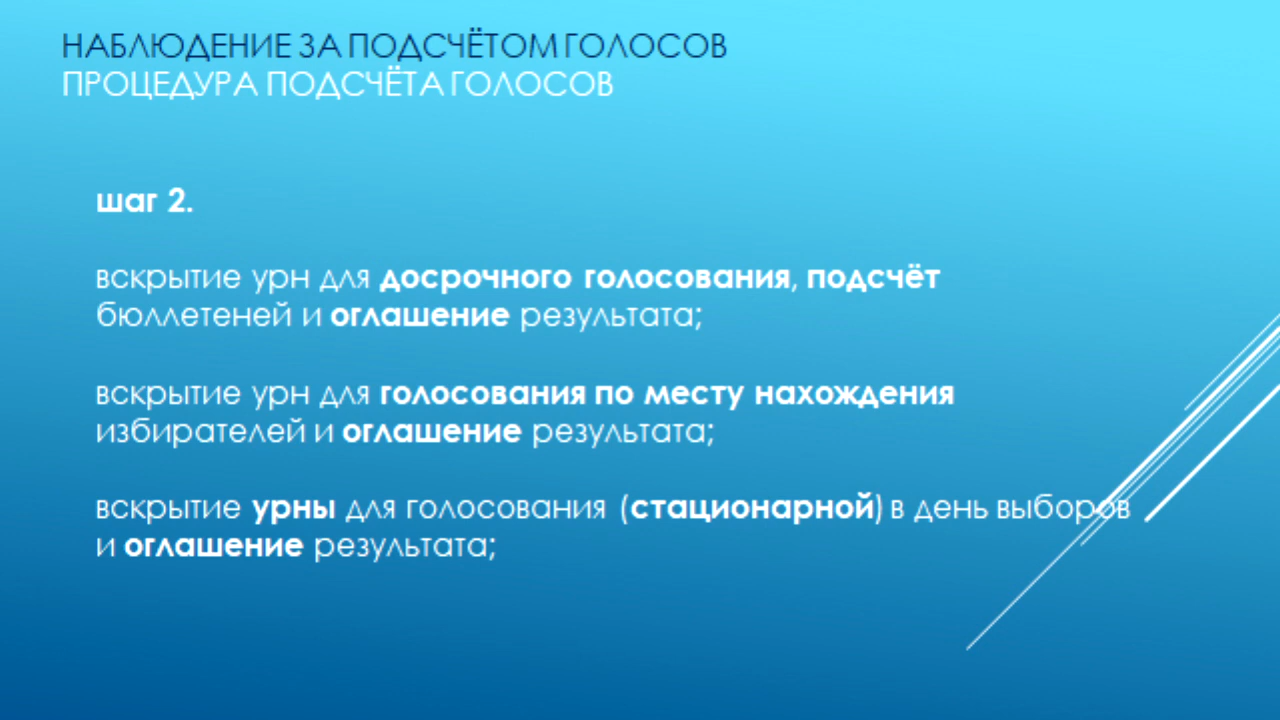 НАБЛЮДЕНИЕ ЗА ПОДСЧЁТОМ ГОЛОСОВ
ПРОЦЕДУРА ПОДСЧЁТА ГОЛОСОВ
шаг 2.
вскрытие урн для досрочного голосования, подсчёт
бюллетеней и оглашение результата;
вскрытие урн для голосования по месту нахождения
избирателей и оглашение результата;
вскрытие урны для голосования (стационарной) в день выборов
и оглашение результата;